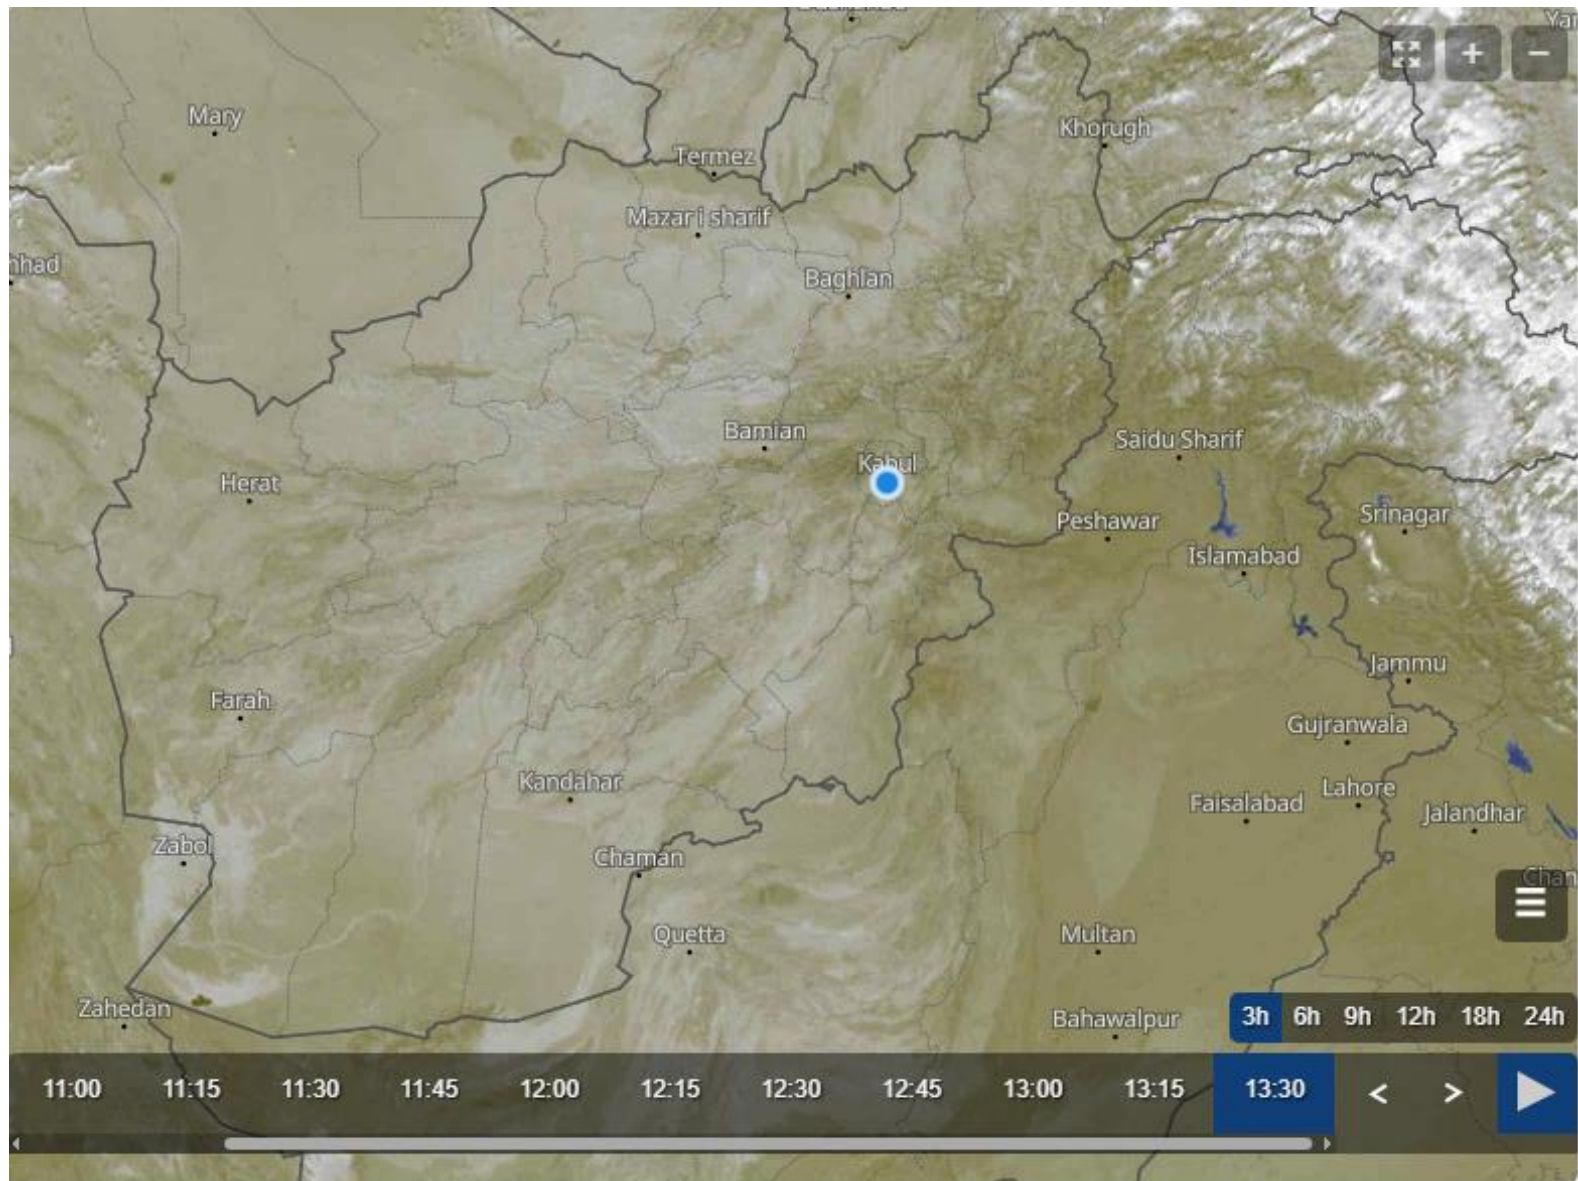 Mary
Khorugh
Termez
Mazar i sharif
Baghlan
Bamian
Saidu Sharif
Kabul
Herat
Peshawar
Srinagar
Islamabad
Jammu
Farah
Gujranwala
Kandahar
Lahore
Faisalabad
Jalandhar
Zabol
Chaman
Quetta
Multan
Zahedan
Bahawalpur
3h 6h 9h 12h 18h 24h
11:00 11:15 11:30 11:45 12:00 12:15 12:30 12:45 13:00 13:15 13:30 < >